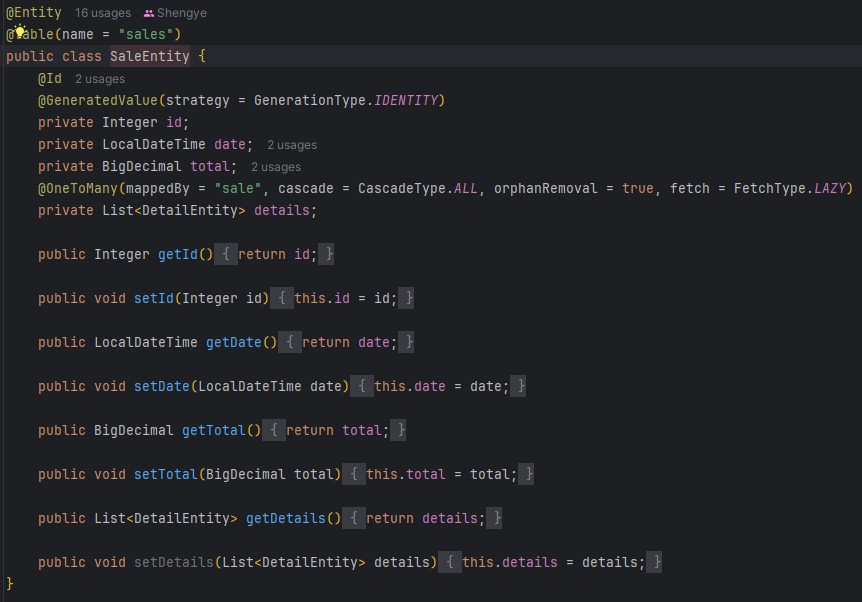 @Entity 16 usages Shengye
@Table(name = "sales")
public class SaleEntity {
@Id 2 usages
@GeneratedValue(strategy = GenerationType.IDENTITY)
private Integer id;
private LocalDateTime date; 2 usages
private BigDecimal total; 2 usages
@OneToMany(mappedBy = "sale", cascade = CascadeType.ALL, orphanRemoval = true, fetch = FetchType.LAZY)
private List<DetailEntity> details;
public Integer getId() { return id; }
public void setId(Integer id) { this.id = id; }
public LocalDateTime getDate() { return date; }
public void setDate(LocalDateTime date) { this.date = date; }
public BigDecimal getTotal() { return total; }
public void setTotal(BigDecimal total) { this.total = total; }
public List<DetailEntity> getDetails() { return details; }
public void setDetails(List<DetailEntity> details) { this.details = details; }
}